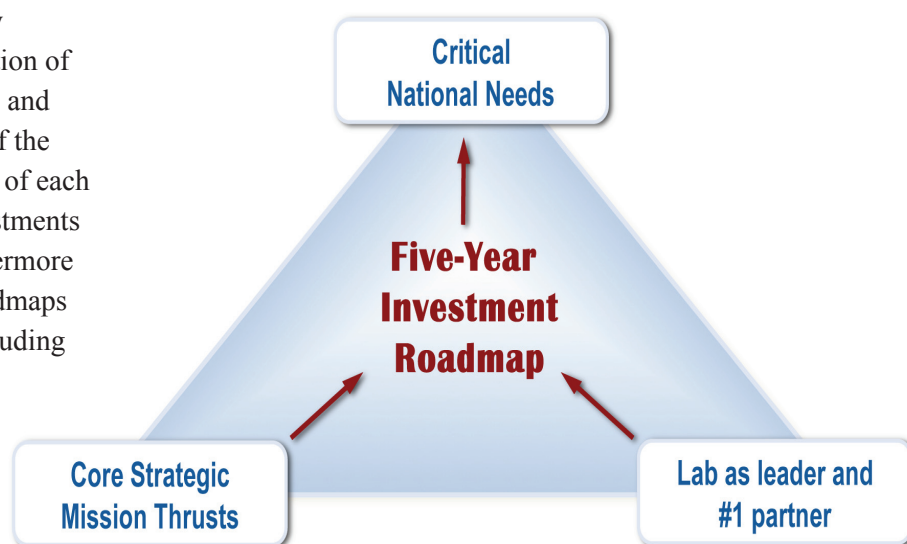 tion of
and
f the
of each
stments
ermore
dmaps
uding
Critical
National Needs
Five-Year
Investment
Roadmap
Core Strategic
Mission Thrusts
Lab as leader and
#1 partner